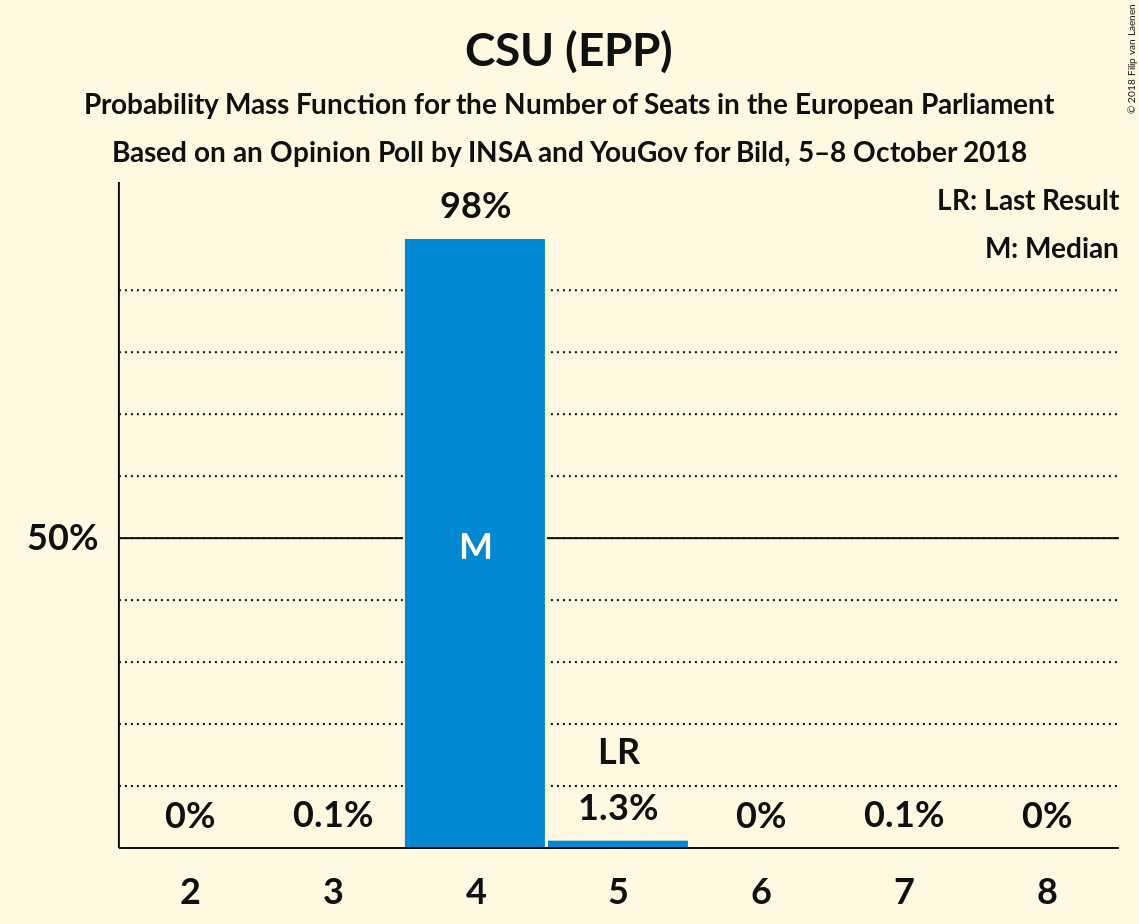 CSU (EPP)
Probability Mass Function for the Number of Seats in the European Parliament
Based on an Opinion Poll by INSA and YouGov for Bild, 5–8 October 2018
© 2018 Filip van Laenen
LR: Last Result
M: Median
98%
50%
M
LR
0%
0.1%
1.3%
0%
0.1%
0%
2
3
4
5
6
7
8